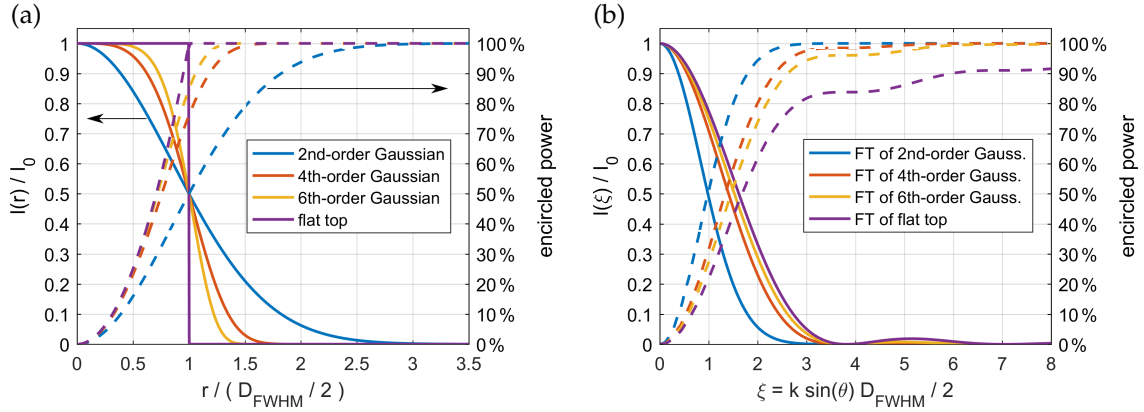 (a)
I(r) / I0
1
0.9
0.8
0.7
0.6
0.5
0.4
0.3
0.2
0.1
0
0 0.5 1.0 1.5 2.0 2.5 3.0 3.5
r / ( D_FWHM / 2 )
100 %
90 %
80 %
70 %
60 %
50 %
40 %
30 %
20 %
10 %
0 %
encircled power
2nd-order Gaussian
4th-order Gaussian
6th-order Gaussian
flat top
(b)
I(ξ) / I0
1
0.9
0.8
0.7
0.6
0.5
0.4
0.3
0.2
0.1
0
0 1 2 3 4 5 6 7 8
ξ = k sin(θ) D_FWHM / 2
100 %
90 %
80 %
70 %
60 %
50 %
40 %
30 %
20 %
10 %
0 %
encircled power
FT of 2nd-order Gauss.
FT of 4th-order Gauss.
FT of 6th-order Gauss.
FT of flat top